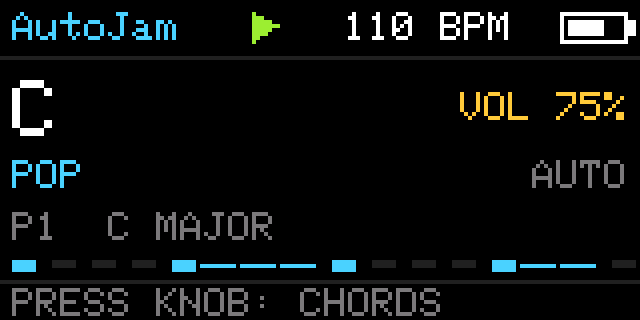 AutoJam 110 BPM
C VOL 75%
POP AUTO
P1 C MAJOR
PRESS KNOB: CHORDS